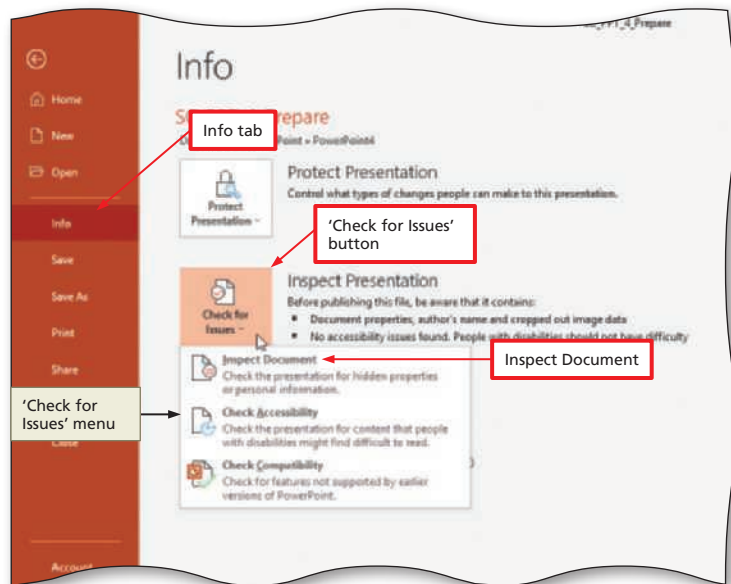 Info
Home
New
Open
Info
Save
Save As
Print
Share
Close
Account
_PPT_4_Prepare
repare
Point » PowerPoint4
Info tab
Protect Presentation
Control what types of changes people can make to this presentation.
Protect
Presentation
'Check for Issues'
button
Inspect Presentation
Before publishing this file, be aware that it contains:
Document properties, author's name and cropped out image data
No accessibility issues found. People with disabilities should not have difficulty
Check for
Issues
Inspect Document
Check the presentation for hidden properties
or personal information.
Inspect Document
Check Accessibility
Check the presentation for content that people
with disabilities might find difficult to read.
'Check for
Issues' menu
Check Compatibility
Check for features not supported by earlier
versions of PowerPoint.